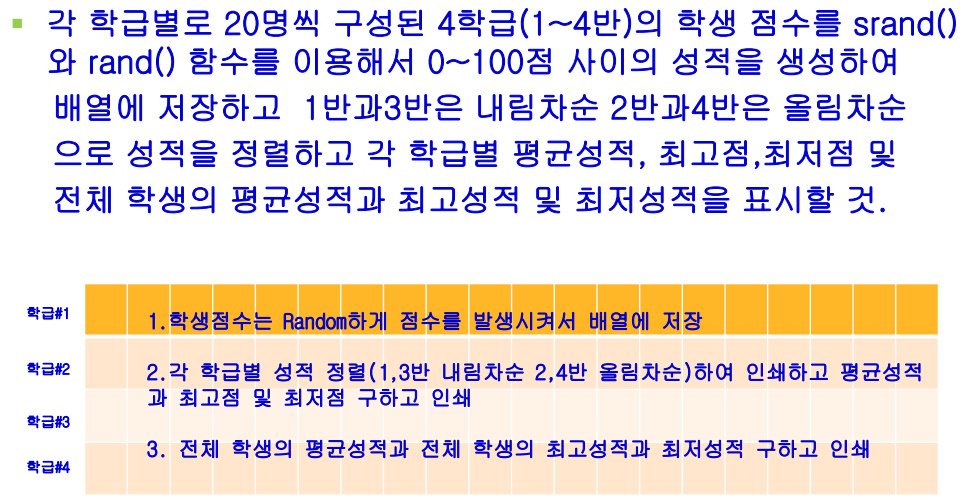 각 학급별로 20명씩 구성된 4학급(1~4반)의 학생 점수를 srand()
와 rand() 함수를 이용해서 0~100점 사이의 성적을 생성하여
배열에 저장하고 1반과3반은 내림차순 2반과4반은 올림차순
으로 성적을 정렬하고 각 학급별 평균성적, 최고점,최저점 및
전체 학생의 평균성적과 최고성적 및 최저성적을 표시할 것.
학급#1
1.학생점수는 Random하게 점수를 발생시켜서 배열에 저장
학급#2
2.각 학급별 성적 정렬(1,3반 내림차순 2,4반 올림차순)하여 인쇄하고 평균성적
과 최고점 및 최저점 구하고 인쇄
학급#3
3. 전체 학생의 평균성적과 전체 학생의 최고성적과 최저성적 구하고 인쇄
학급#4